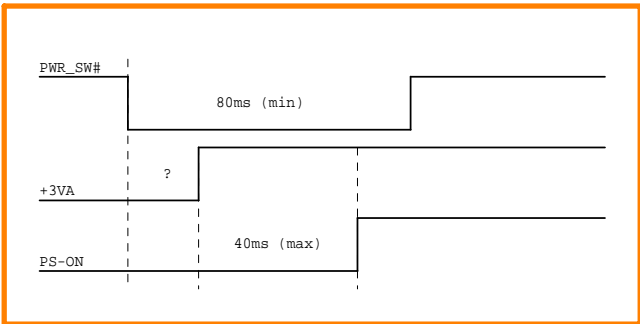 PWR_SW#
80ms (min)
?
+3VA
40ms (max)
PS-ON